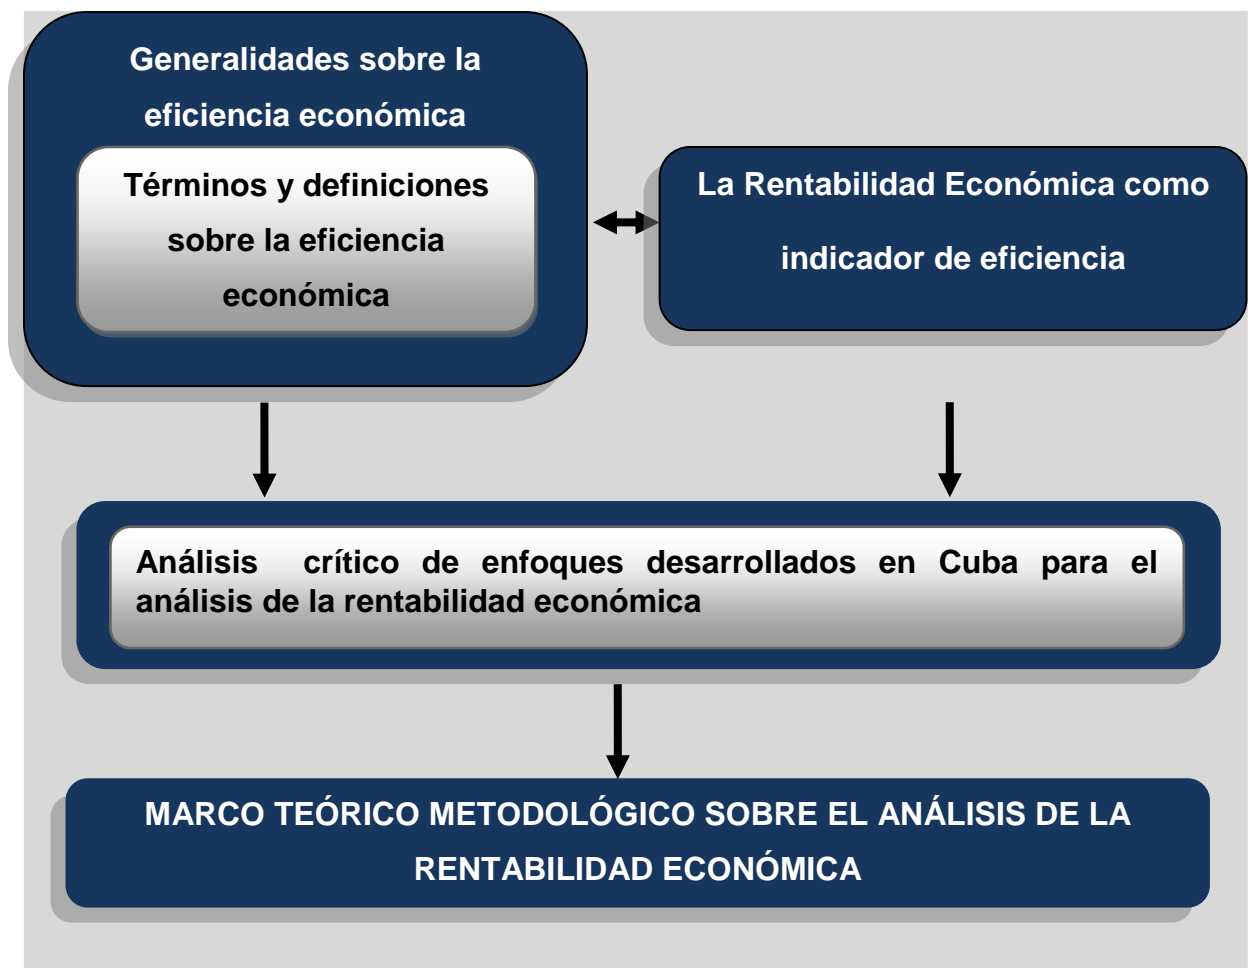 Generalidades sobre la
eficiencia económica
Términos y definiciones
sobre la eficiencia
económica
La Rentabilidad Económica como
indicador de eficiencia
Análisis crítico de enfoques desarrollados en Cuba para el
análisis de la rentabilidad económica
MARCO TEÓRICO METODOLÓGICO SOBRE EL ANÁLISIS DE LA
RENTABILIDAD ECONÓMICA